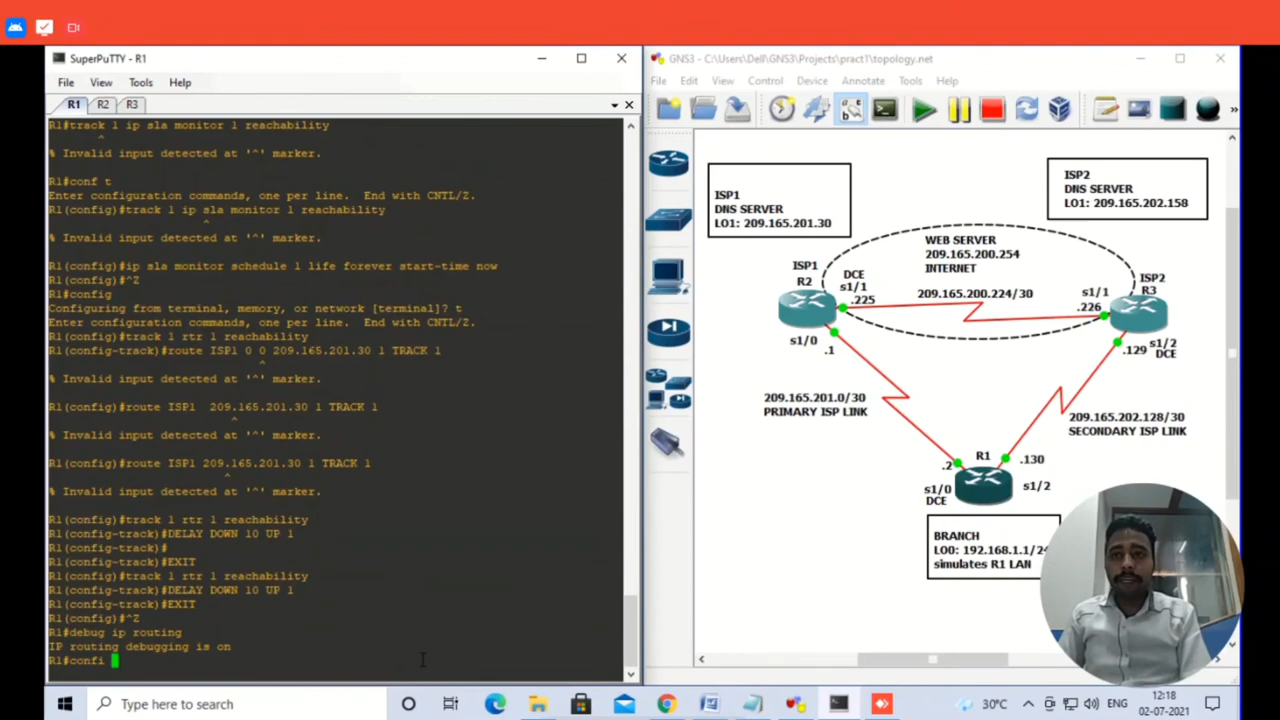 SuperPuTTY - R1
File View Tools Help
R1 R2 R3
R1#track 1 ip sla monitor 1 reachability
^
% Invalid input detected at '^' marker.
R1#conf t
Enter configuration commands, one per line. End with CNTL/Z.
R1(config)#track 1 ip sla monitor 1 reachability
^
% Invalid input detected at '^' marker.
R1(config)#ip sla monitor schedule 1 life forever start-time now
R1(config)#^Z
R1#config
Configuring from terminal, memory, or network [terminal]? t
Enter configuration commands, one per line. End with CNTL/Z.
R1(config)#track 1 rtr 1 reachability
R1(config-track)#route ISP1 0 0 209.165.201.30 1 TRACK 1
^
% Invalid input detected at '^' marker.
R1(config)#route ISP1  209.165.201.30 1 TRACK 1
^
% Invalid input detected at '^' marker.
R1(config)#route ISP1 209.165.201.30 1 TRACK 1
^
% Invalid input detected at '^' marker.
R1(config)#track 1 rtr 1 reachability
R1(config-track)#DELAY DOWN 10 UP 1
R1(config-track)#
R1(config-track)#EXIT
R1(config)#track 1 rtr 1 reachability
R1(config-track)#DELAY DOWN 10 UP 1
R1(config-track)#EXIT
R1(config)#^Z
R1#debug ip routing
IP routing debugging is on
R1#confi
GNS3 - C:\Users\Dell\GNS3\Projects\pract1\topology.net
File Edit View Control Device Annotate Tools Help
ISP1
DNS SERVER
LO1: 209.165.201.30
ISP2
DNS SERVER
LO1: 209.165.202.158
WEB SERVER
209.165.200.254
INTERNET
ISP1
R2
DCE
s1/1
.225
209.165.200.224/30
s1/1
.226
ISP2
R3
s1/0
.1
.129
s1/2
DCE
209.165.201.0/30
PRIMARY ISP LINK
209.165.202.128/30
SECONDARY ISP LINK
R1
.2
.130
s1/0
DCE
s1/2
BRANCH
LO0: 192.168.1.1/24
simulates R1 LAN
Type here to search
30°C
ENG
12:18
02-07-2021